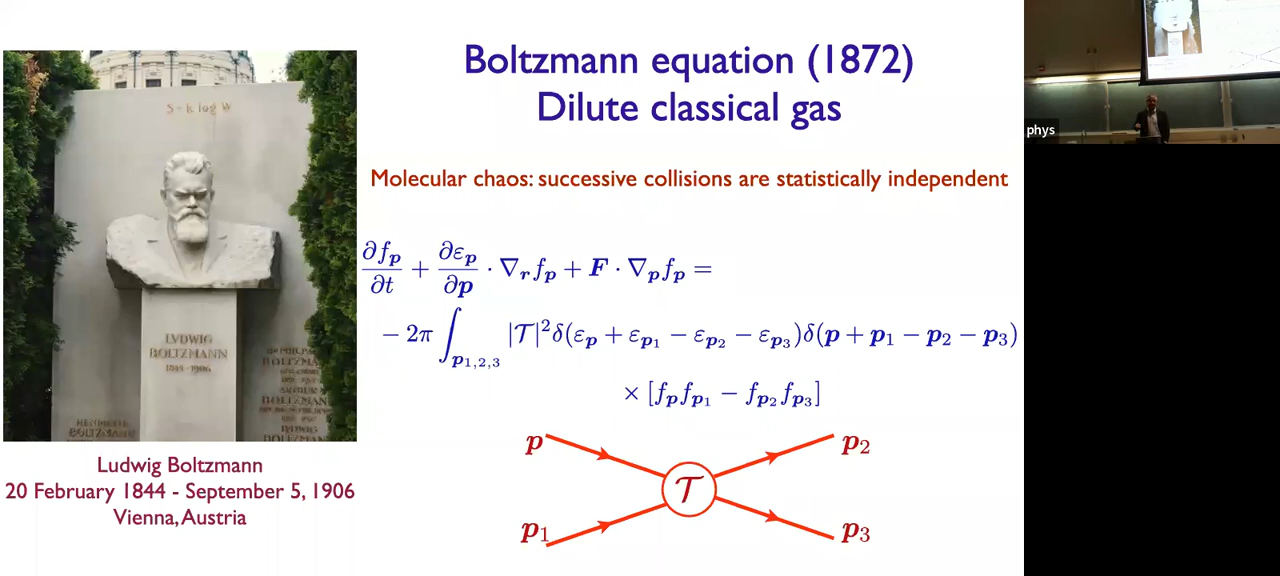 Boltzmann equation (1872)
Dilute classical gas
Molecular chaos: successive collisions are statistically independent
∂f_𝒑/∂t + ∂ε_𝒑/∂𝒑 · ∇_𝒓 f_𝒑 + 𝑭 · ∇_𝒑 f_𝒑 =
− 2π ∫_{𝒑_{1,2,3}} |𝒯|² δ(ε_𝒑 + ε_{𝒑_1} − ε_{𝒑_2} − ε_{𝒑_3}) δ(𝒑 + 𝒑_1 − 𝒑_2 − 𝒑_3)
× [f_𝒑 f_{𝒑_1} − f_{𝒑_2} f_{𝒑_3}]
𝒑
𝒑_2
𝒯
𝒑_1
𝒑_3
S = k log W
LVDWIG
BOLTZMANN
1844 - 1906
Ludwig Boltzmann
20 February 1844 - September 5, 1906
Vienna, Austria
phys